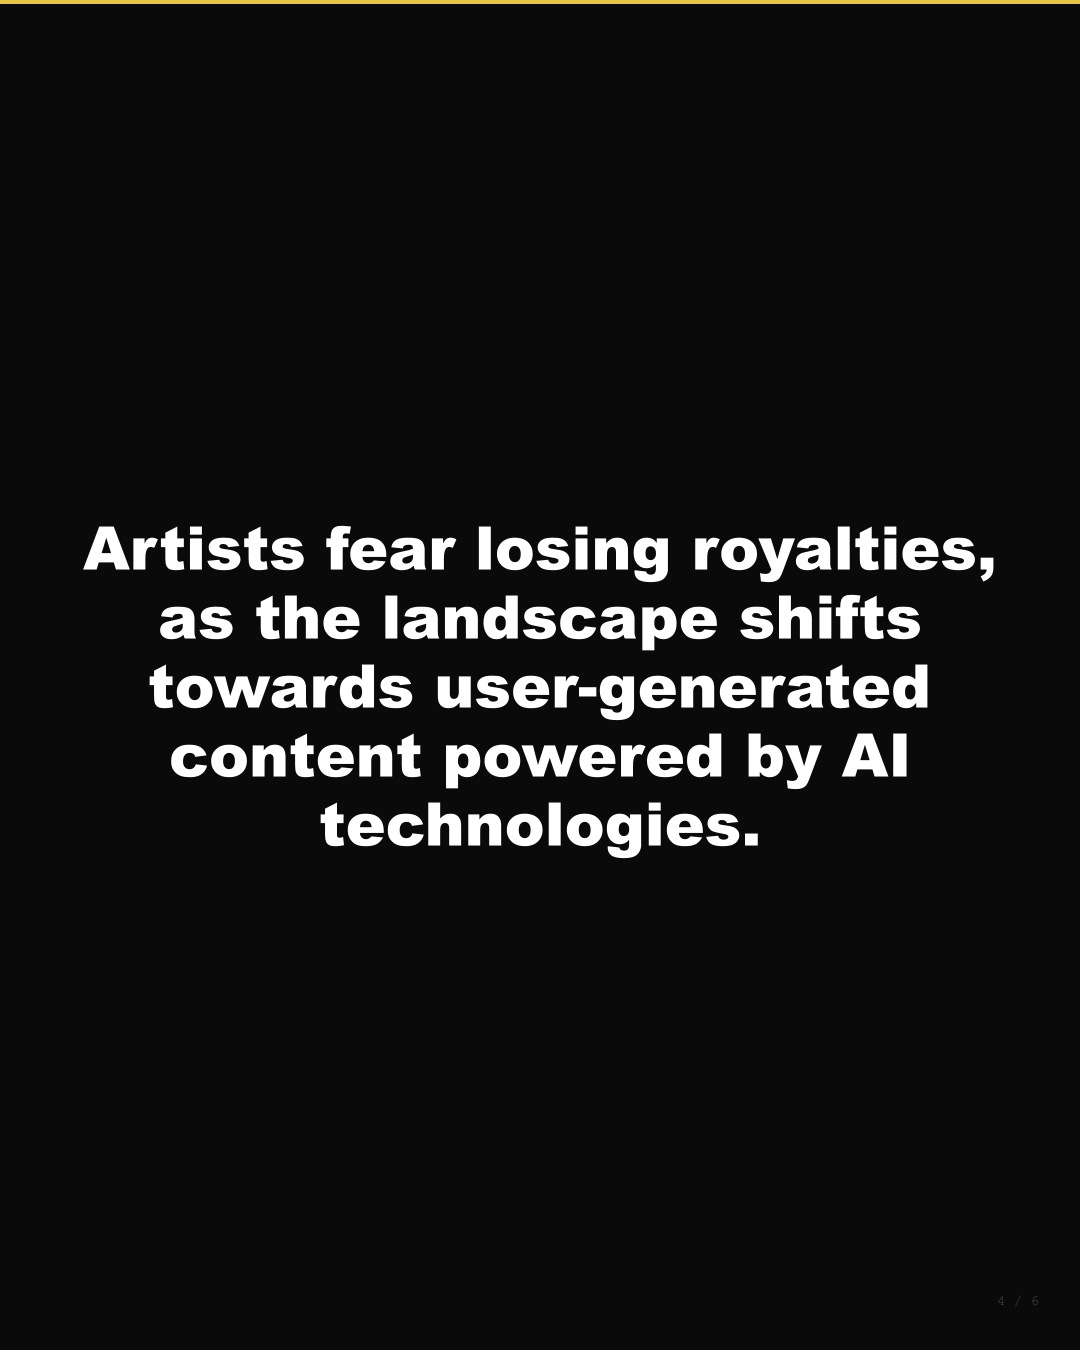 Artists fear losing royalties,
as the landscape shifts
towards user-generated
content powered by AI
technologies.
4 / 6